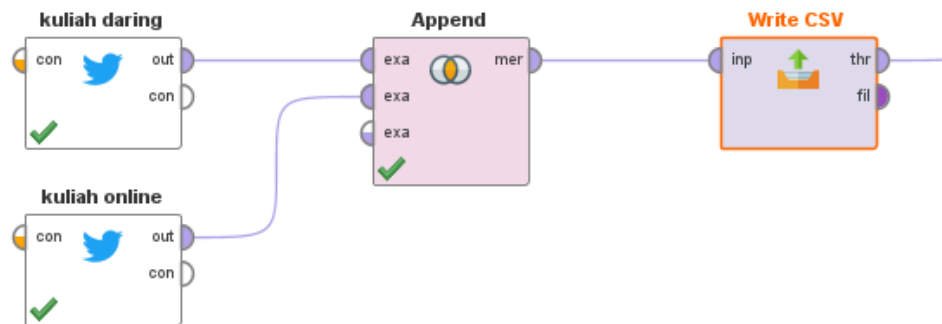 kuliah daring
con out
con
Append
exa mer
exa
exa
Write CSV
inp thr
fil
kuliah online
con out
con